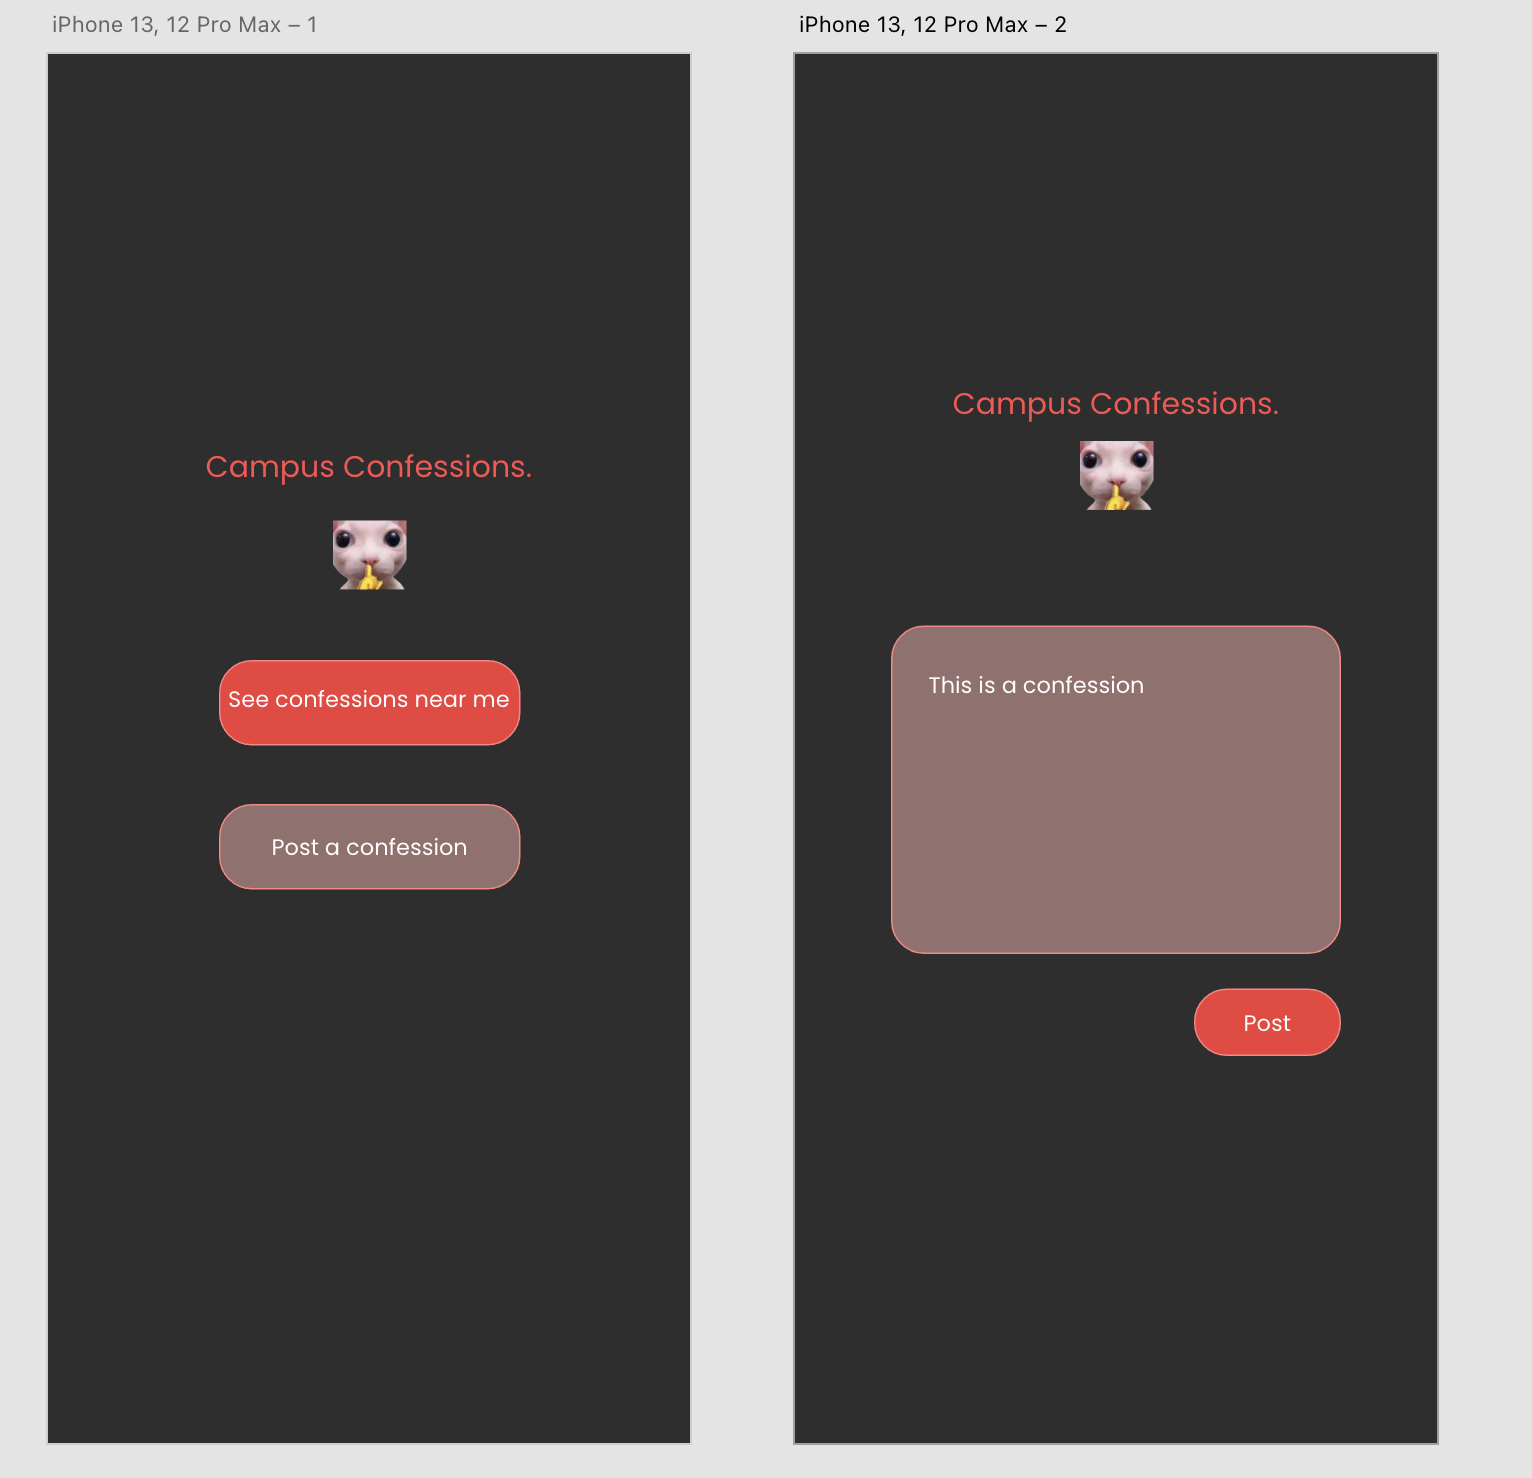 iPhone 13, 12 Pro Max – 1
Campus Confessions.
See confessions near me
Post a confession
iPhone 13, 12 Pro Max – 2
Campus Confessions.
This is a confession
Post